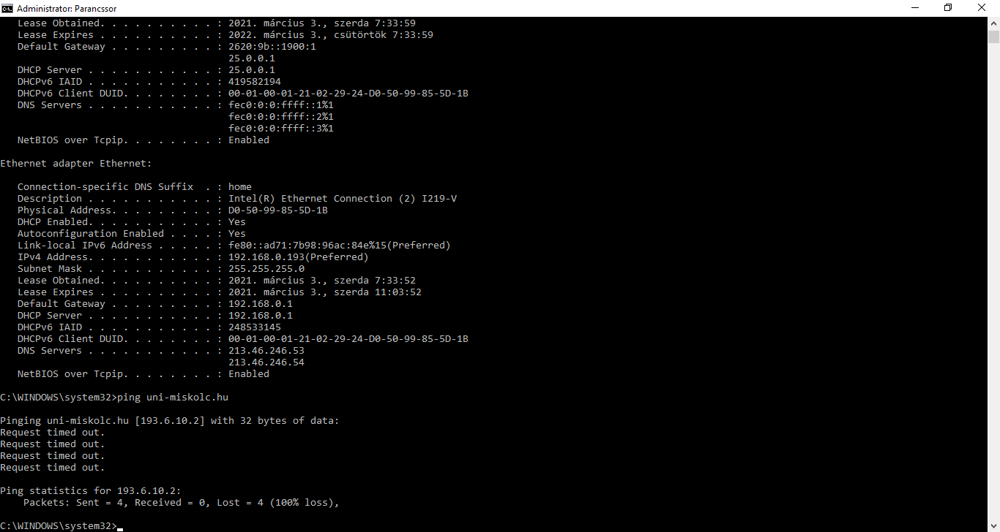 Administrator: Parancssor
   Lease Obtained. . . . . . . . . . : 2021. március 3., szerda 7:33:59
   Lease Expires . . . . . . . . . . : 2022. március 3., csütörtök 7:33:59
   Default Gateway . . . . . . . . . : 2620:9b::1900:1
                                       25.0.0.1
   DHCP Server . . . . . . . . . . . : 25.0.0.1
   DHCPv6 IAID . . . . . . . . . . . : 419582194
   DHCPv6 Client DUID. . . . . . . . : 00-01-00-01-21-02-29-24-D0-50-99-85-5D-1B
   DNS Servers . . . . . . . . . . . : fec0:0:0:ffff::1%1
                                       fec0:0:0:ffff::2%1
                                       fec0:0:0:ffff::3%1
   NetBIOS over Tcpip. . . . . . . . : Enabled
Ethernet adapter Ethernet:
   Connection-specific DNS Suffix  . : home
   Description . . . . . . . . . . . : Intel(R) Ethernet Connection (2) I219-V
   Physical Address. . . . . . . . . : D0-50-99-85-5D-1B
   DHCP Enabled. . . . . . . . . . . : Yes
   Autoconfiguration Enabled . . . . : Yes
   Link-local IPv6 Address . . . . . : fe80::ad71:7b98:96ac:84e%15(Preferred)
   IPv4 Address. . . . . . . . . . . : 192.168.0.193(Preferred)
   Subnet Mask . . . . . . . . . . . : 255.255.255.0
   Lease Obtained. . . . . . . . . . : 2021. március 3., szerda 7:33:52
   Lease Expires . . . . . . . . . . : 2021. március 3., szerda 11:03:52
   Default Gateway . . . . . . . . . : 192.168.0.1
   DHCP Server . . . . . . . . . . . : 192.168.0.1
   DHCPv6 IAID . . . . . . . . . . . : 248533145
   DHCPv6 Client DUID. . . . . . . . : 00-01-00-01-21-02-29-24-D0-50-99-85-5D-1B
   DNS Servers . . . . . . . . . . . : 213.46.246.53
                                       213.46.246.54
   NetBIOS over Tcpip. . . . . . . . : Enabled
C:\WINDOWS\system32>ping uni-miskolc.hu
Pinging uni-miskolc.hu [193.6.10.2] with 32 bytes of data:
Request timed out.
Request timed out.
Request timed out.
Request timed out.
Ping statistics for 193.6.10.2:
    Packets: Sent = 4, Received = 0, Lost = 4 (100% loss),
C:\WINDOWS\system32>